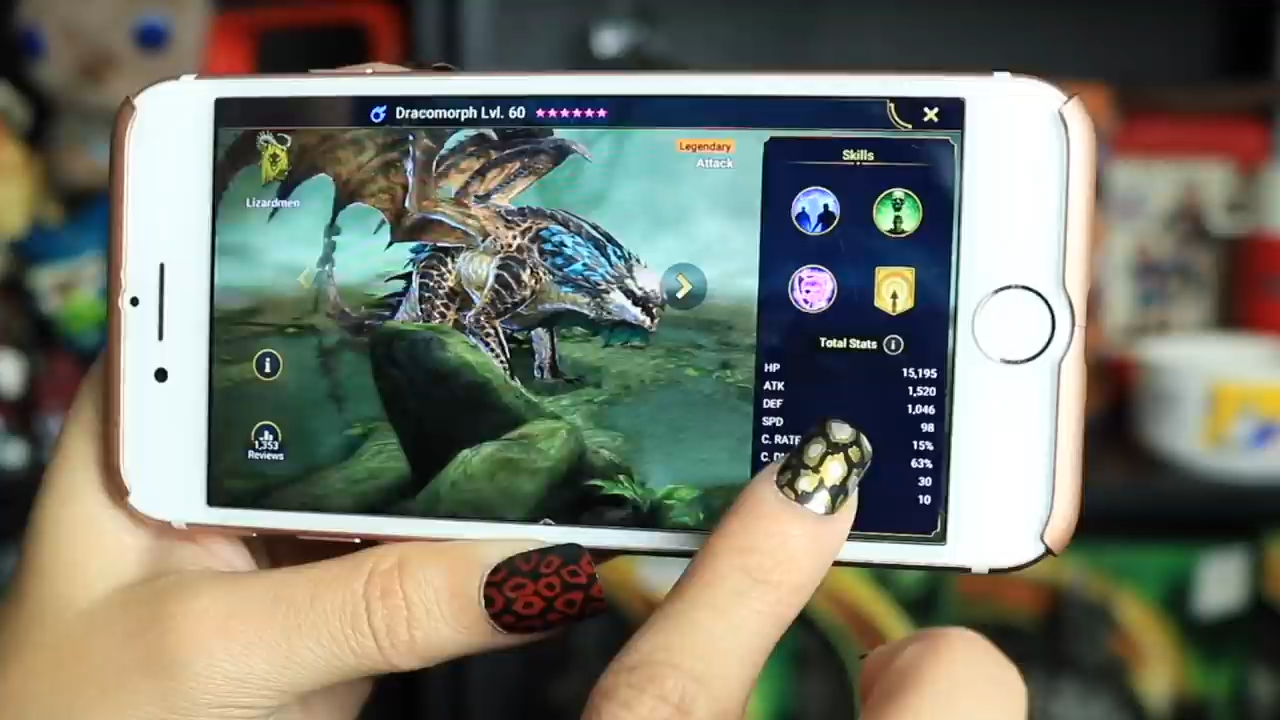 Dracomorph Lvl. 60
Legendary
Attack
Lizardmen
1,353
Reviews
Skills
Total Stats
HP 15,195
ATK 1,520
DEF 1,046
SPD 98
C. RATE 15%
C. 63%
30
10